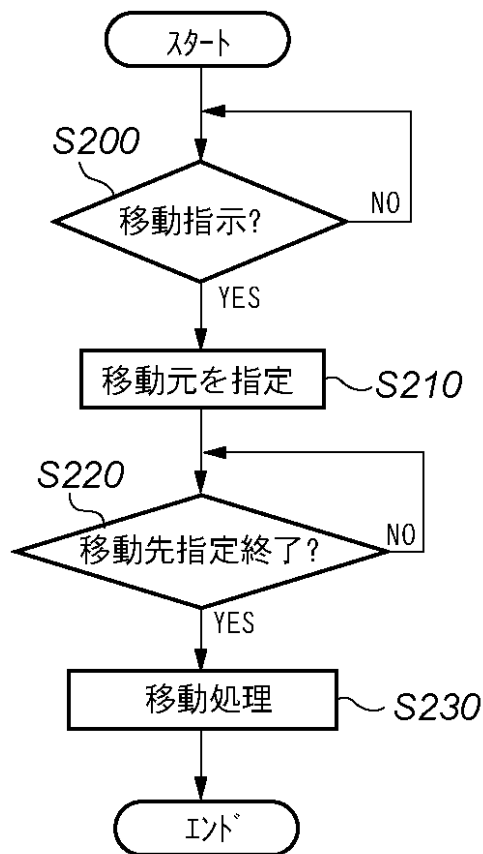 スタート
S200
移動指示?
NO
YES
移動元を指定
S210
S220
移動先指定終了?
NO
YES
移動処理
S230
エンド